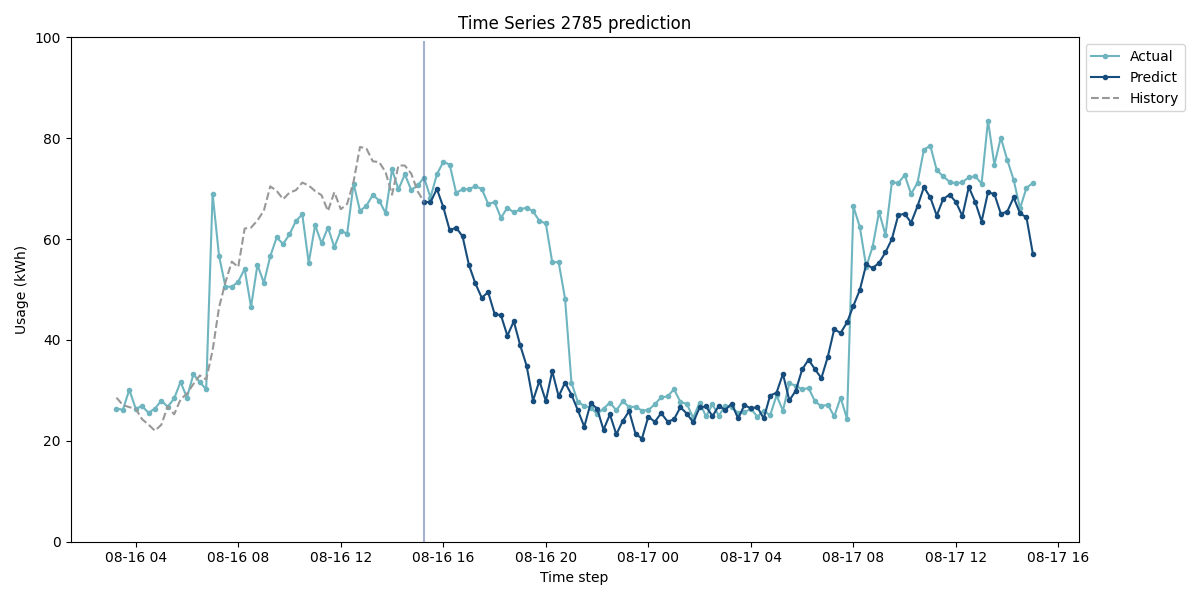 Time Series 2785 prediction
Usage (kWh)
100
80
60
40
20
0
08-16 04
08-16 08
08-16 12
08-16 16
08-16 20
08-17 00
08-17 04
08-17 08
08-17 12
08-17 16
Time step
Actual
Predict
History